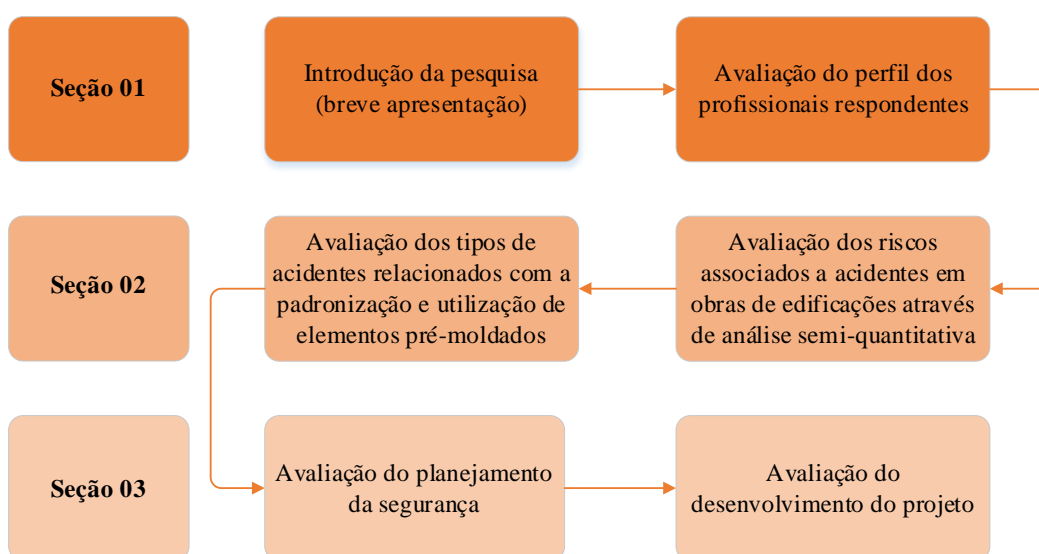 Seção 01
Introdução da pesquisa
(breve apresentação)
Avaliação do perfil dos
profissionais respondentes
Seção 02
Avaliação dos tipos de
acidentes relacionados com a
padronização e utilização de
elementos pré-moldados
Avaliação dos riscos
associados a acidentes em
obras de edificações através
de análise semi-quantitativa
Seção 03
Avaliação do planejamento
da segurança
Avaliação do
desenvolvimento do projeto